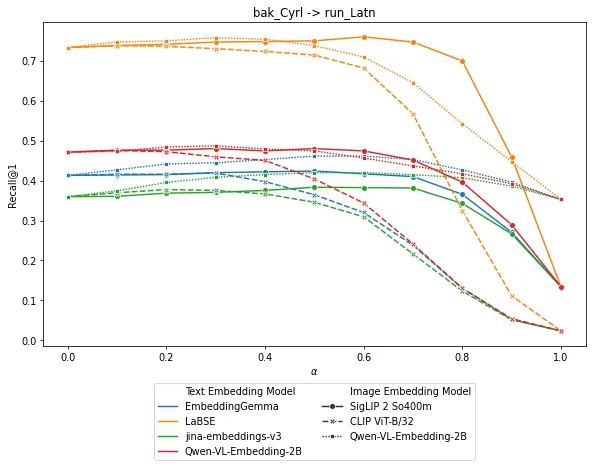 bak_Cyrl -> run_Latn
Recall@1
0.7
0.6
0.5
0.4
0.3
0.2
0.1
0.0
0.0 0.2 0.4 0.6 0.8 1.0
α
Text Embedding Model Image Embedding Model
EmbeddingGemma SigLIP 2 So400m
LaBSE CLIP ViT-B/32
jina-embeddings-v3 Qwen-VL-Embedding-2B
Qwen-VL-Embedding-2B